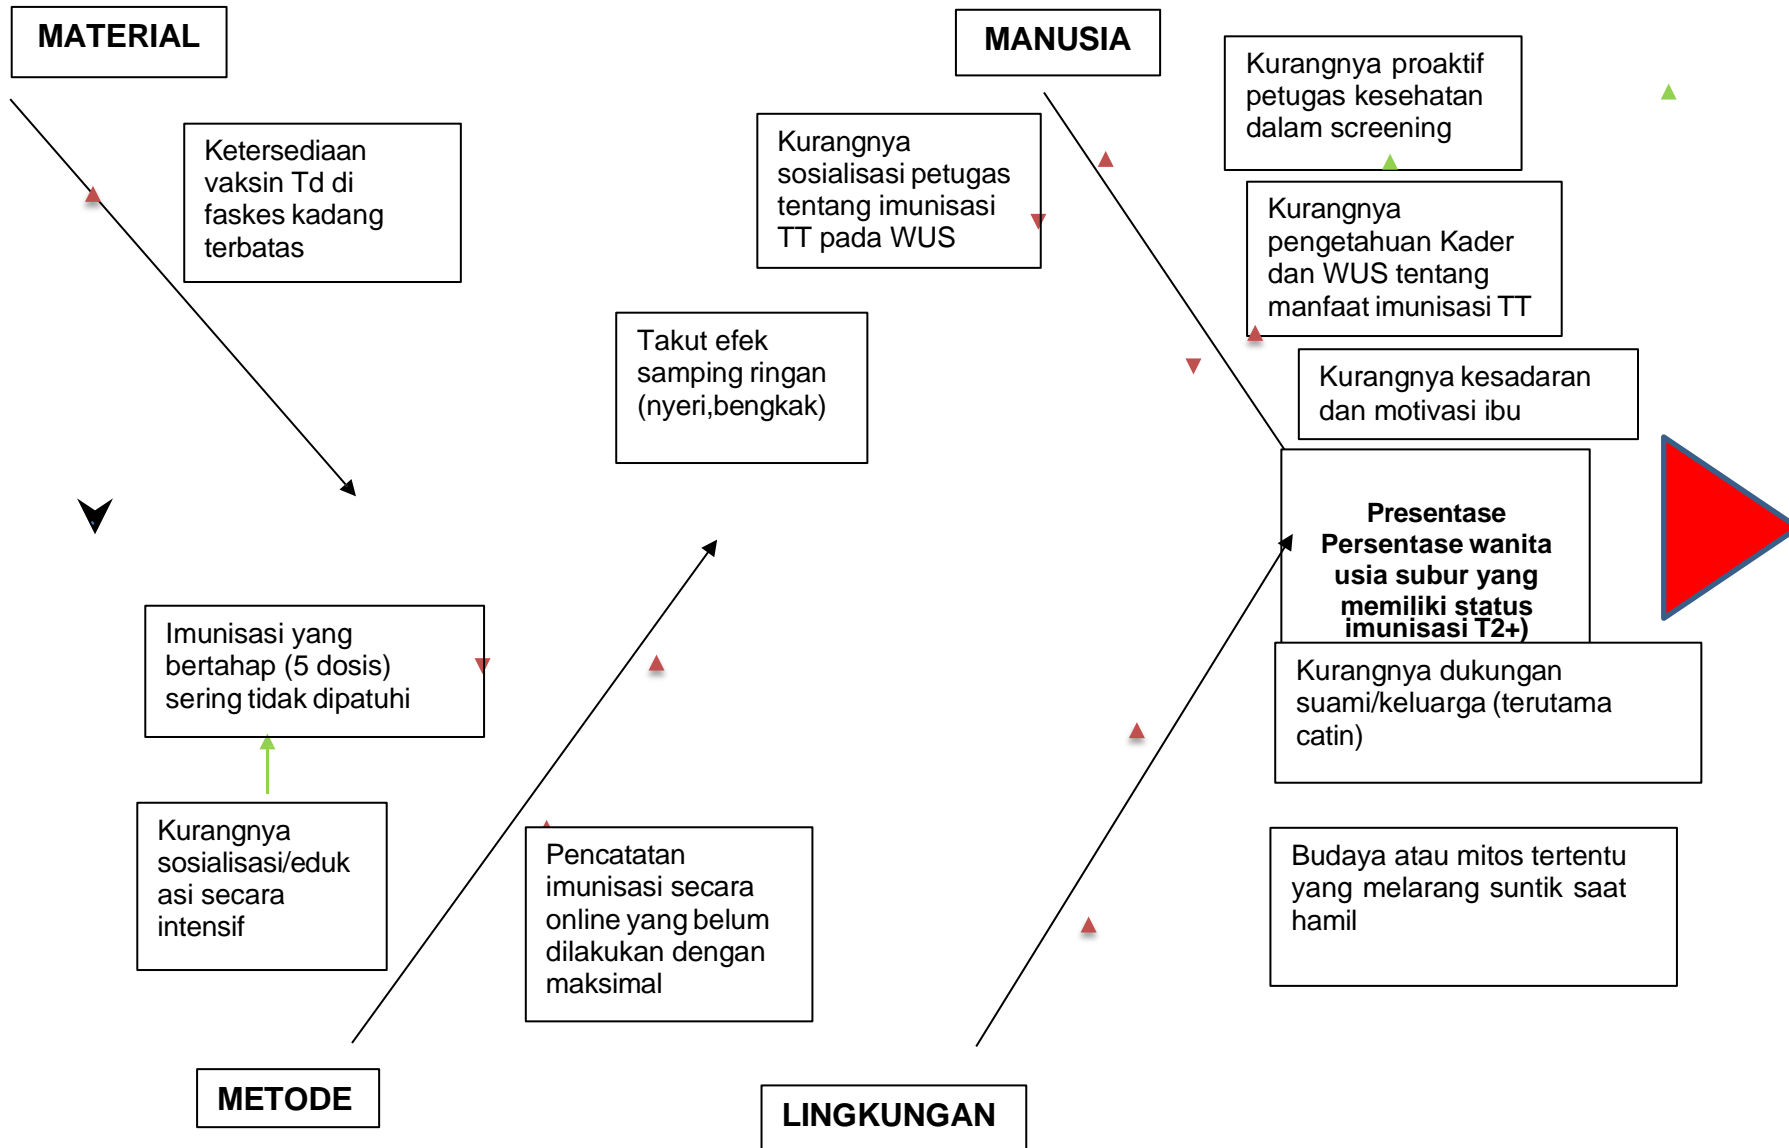 MATERIAL
MANUSIA
Kurangnya proaktif
petugas kesehatan
dalam screening
Ketersediaan
vaksin Td di
faskes kadang
terbatas
Kurangnya
sosialisasi petugas
tentang imunisasi
TT pada WUS
Kurangnya
pengetahuan Kader
dan WUS tentang
manfaat imunisasi TT
Takut efek
samping ringan
(nyeri,bengkak)
Kurangnya kesadaran
dan motivasi ibu
Presentase
Persentase wanita
usia subur yang
memiliki status
imunisasi T2+)
Imunisasi yang
bertahap (5 dosis)
sering tidak dipatuhi
Kurangnya dukungan
suami/keluarga (terutama
catin)
Kurangnya
sosialisasi/eduk
asi secara
intensif
Pencatatan
imunisasi secara
online yang belum
dilakukan dengan
maksimal
Budaya atau mitos tertentu
yang melarang suntik saat
hamil
METODE
LINGKUNGAN